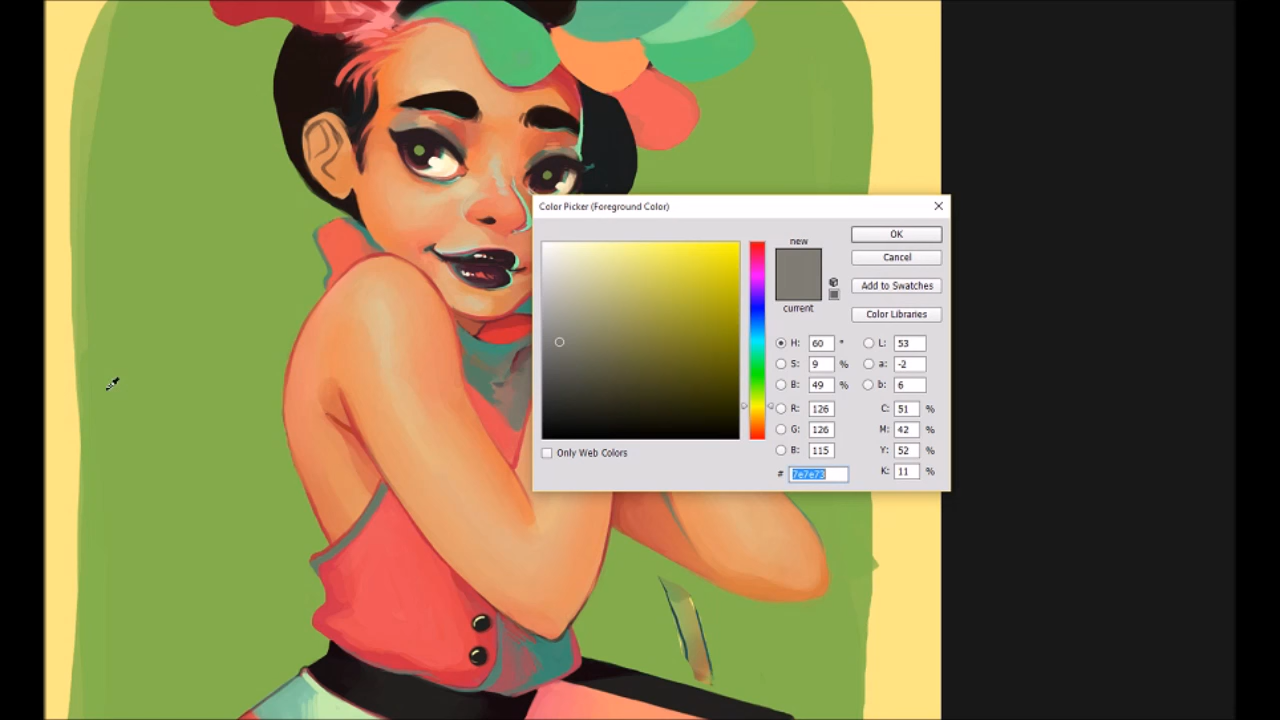 Color Picker (Foreground Color)
new
current
OK
Cancel
Add to Swatches
Color Libraries
H: 60 °
S: 9 %
B: 49 %
R: 126
G: 126
B: 115
# 7e7e73
L: 53
a: -2
b: 6
C: 51 %
M: 42 %
Y: 52 %
K: 11 %
Only Web Colors